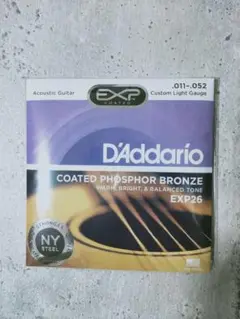 Acoustic Guitar
EXP
COATED
.011-.052
Custom Light Gauge
D'Addario
COATED PHOSPHOR BRONZE
WARM, BRIGHT, & BALANCED TONE
EXP26
NY
STEEL